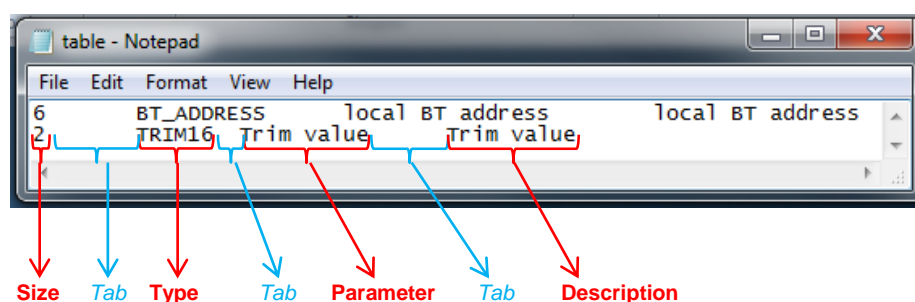 table - Notepad
File Edit Format View Help
6 BT_ADDRESS local BT address local BT address
2 TRIM16 Trim value Trim value
Size Tab Type Tab Parameter Tab Description